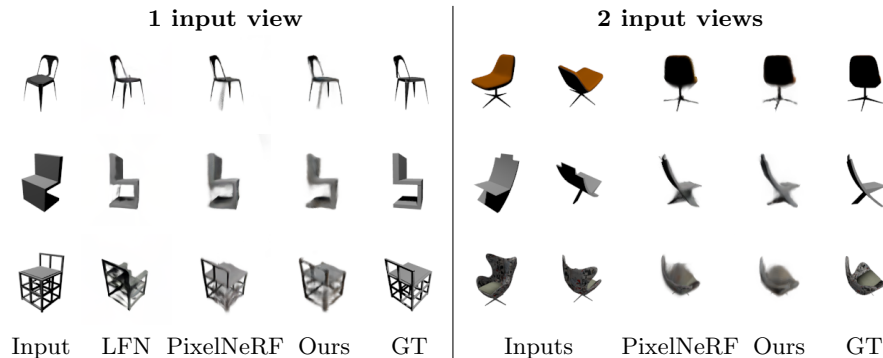 1 input view
2 input views
Input LFN PixelNeRF Ours GT
Inputs PixelNeRF Ours GT